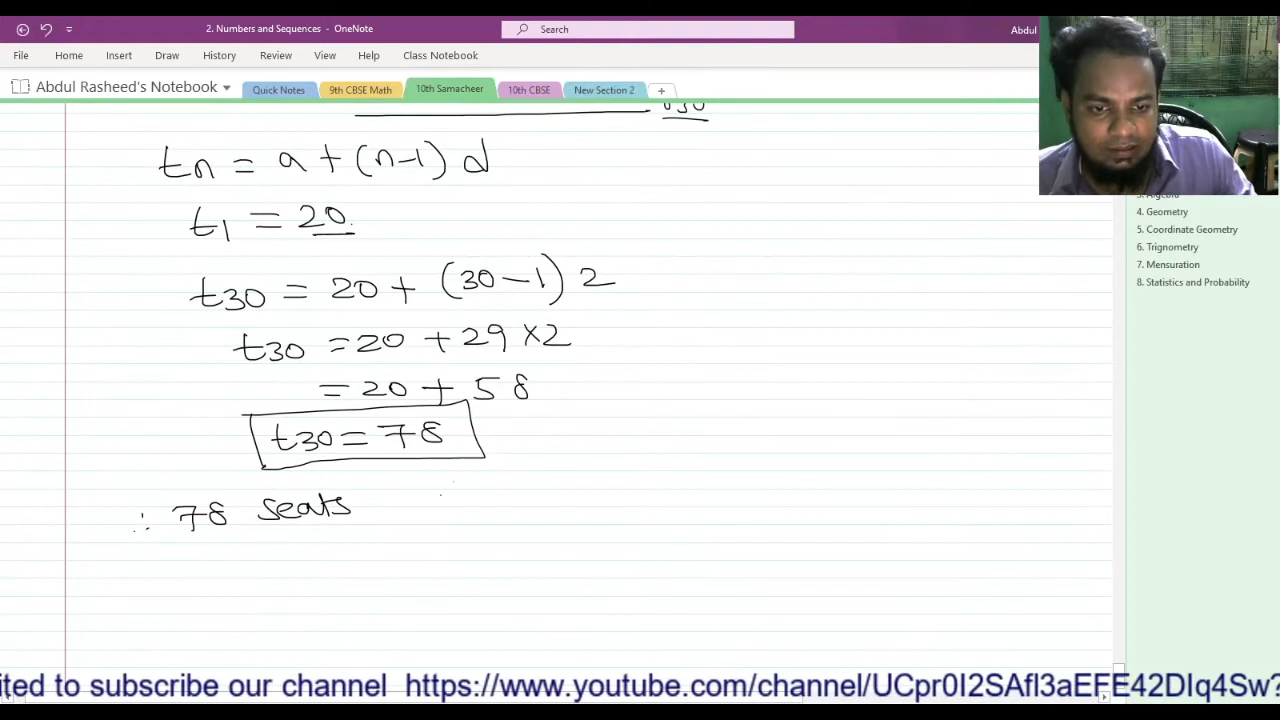 2. Numbers and Sequences - OneNote
Search
Abdul
File Home Insert Draw History Review View Help Class Notebook
Abdul Rasheed's Notebook
Quick Notes 9th CBSE Math 10th Samacheer 10th CBSE New Section 2
tn = a + (n-1) d
t1 = 20.
t30 = 20 + (30-1) 2
t30 = 20 + 29 × 2
= 20 + 58
t30 = 78
∴ 78 seats
3. Algebra
4. Geometry
5. Coordinate Geometry
6. Trignometry
7. Mensuration
8. Statistics and Probability
ited to subscribe our channel https://www.youtube.com/channel/UCpr0I2SAfl3aEFE42DIq4Sw?